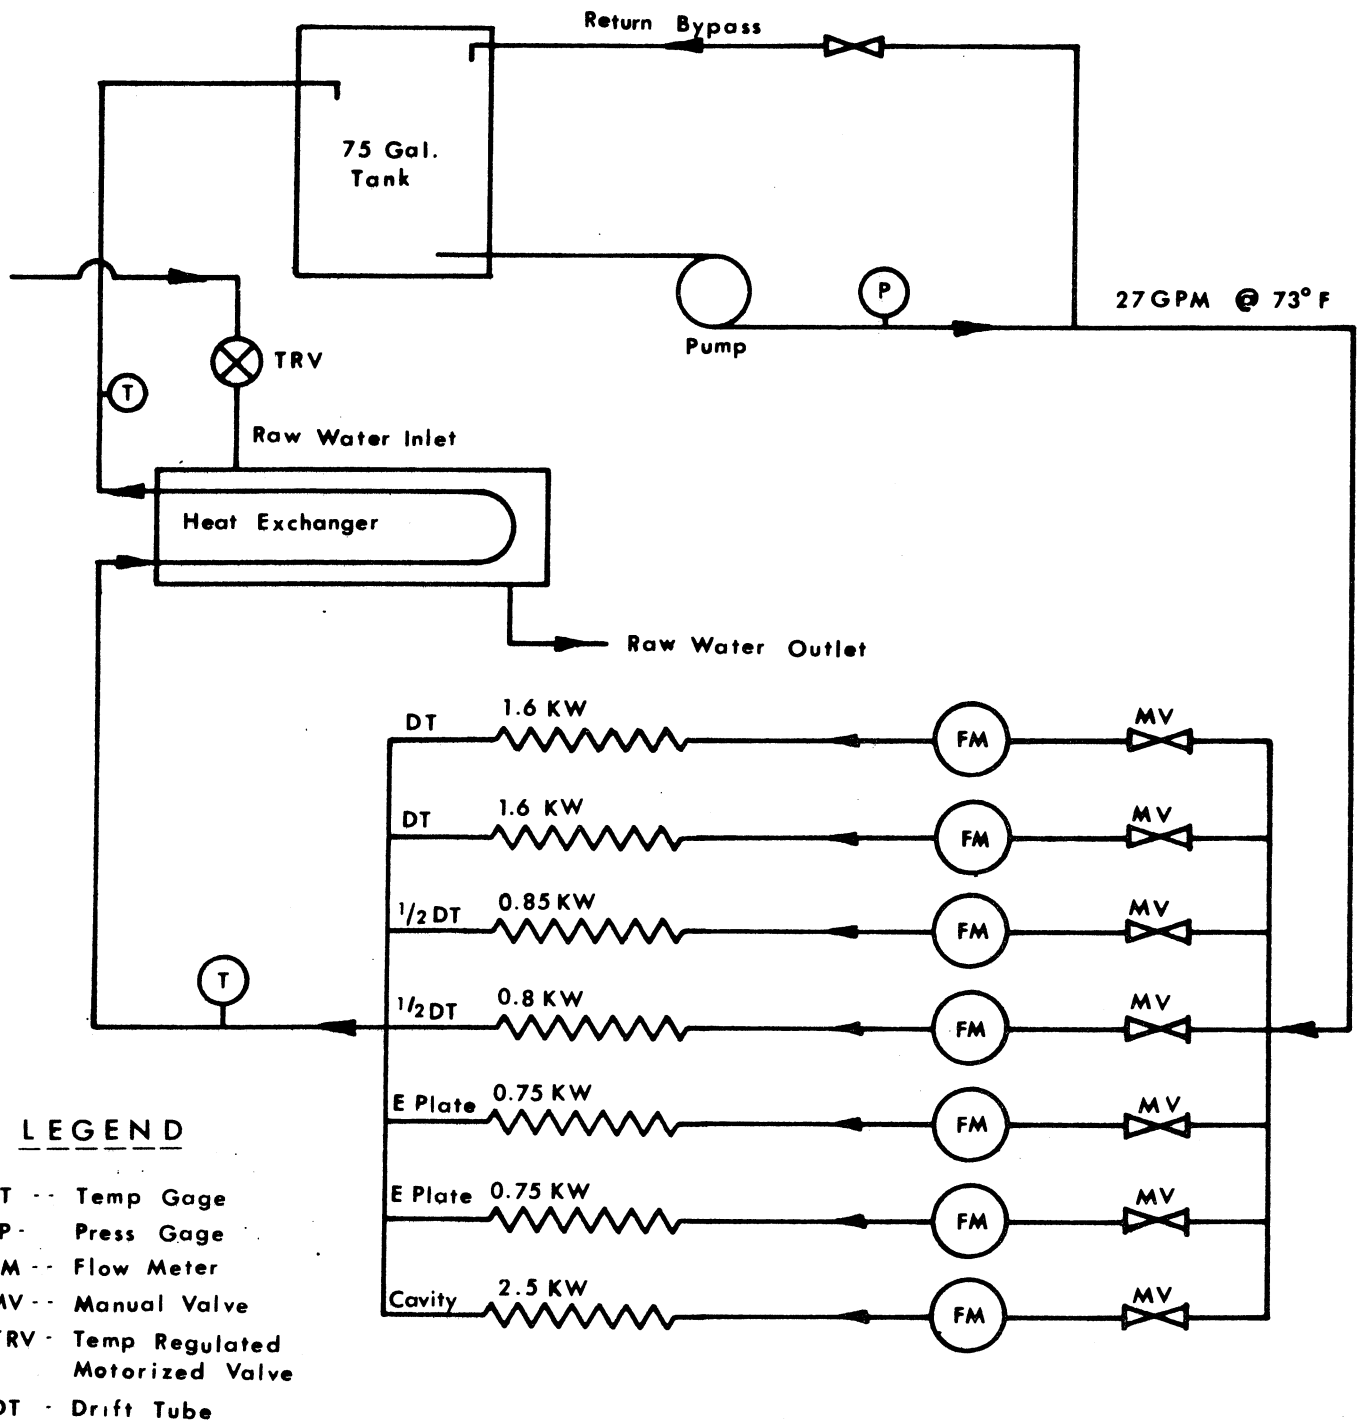 Return Bypass
75 Gal.
Tank
27 GPM @ 73° F
P
Pump
TRV
T
Raw Water Inlet
Heat Exchanger
Raw Water Outlet
DT
1.6 KW
FM
MV
DT
1.6 KW
FM
MV
1/2 DT
0.85 KW
FM
MV
T
1/2 DT
0.8 KW
FM
MV
E Plate
0.75 KW
FM
MV
E Plate
0.75 KW
FM
MV
Cavity
2.5 KW
FM
MV
LEGEND
T -- Temp Gage
P- Press Gage
M -- Flow Meter
MV -- Manual Valve
TRV - Temp Regulated
Motorized Valve
DT - Drift Tube